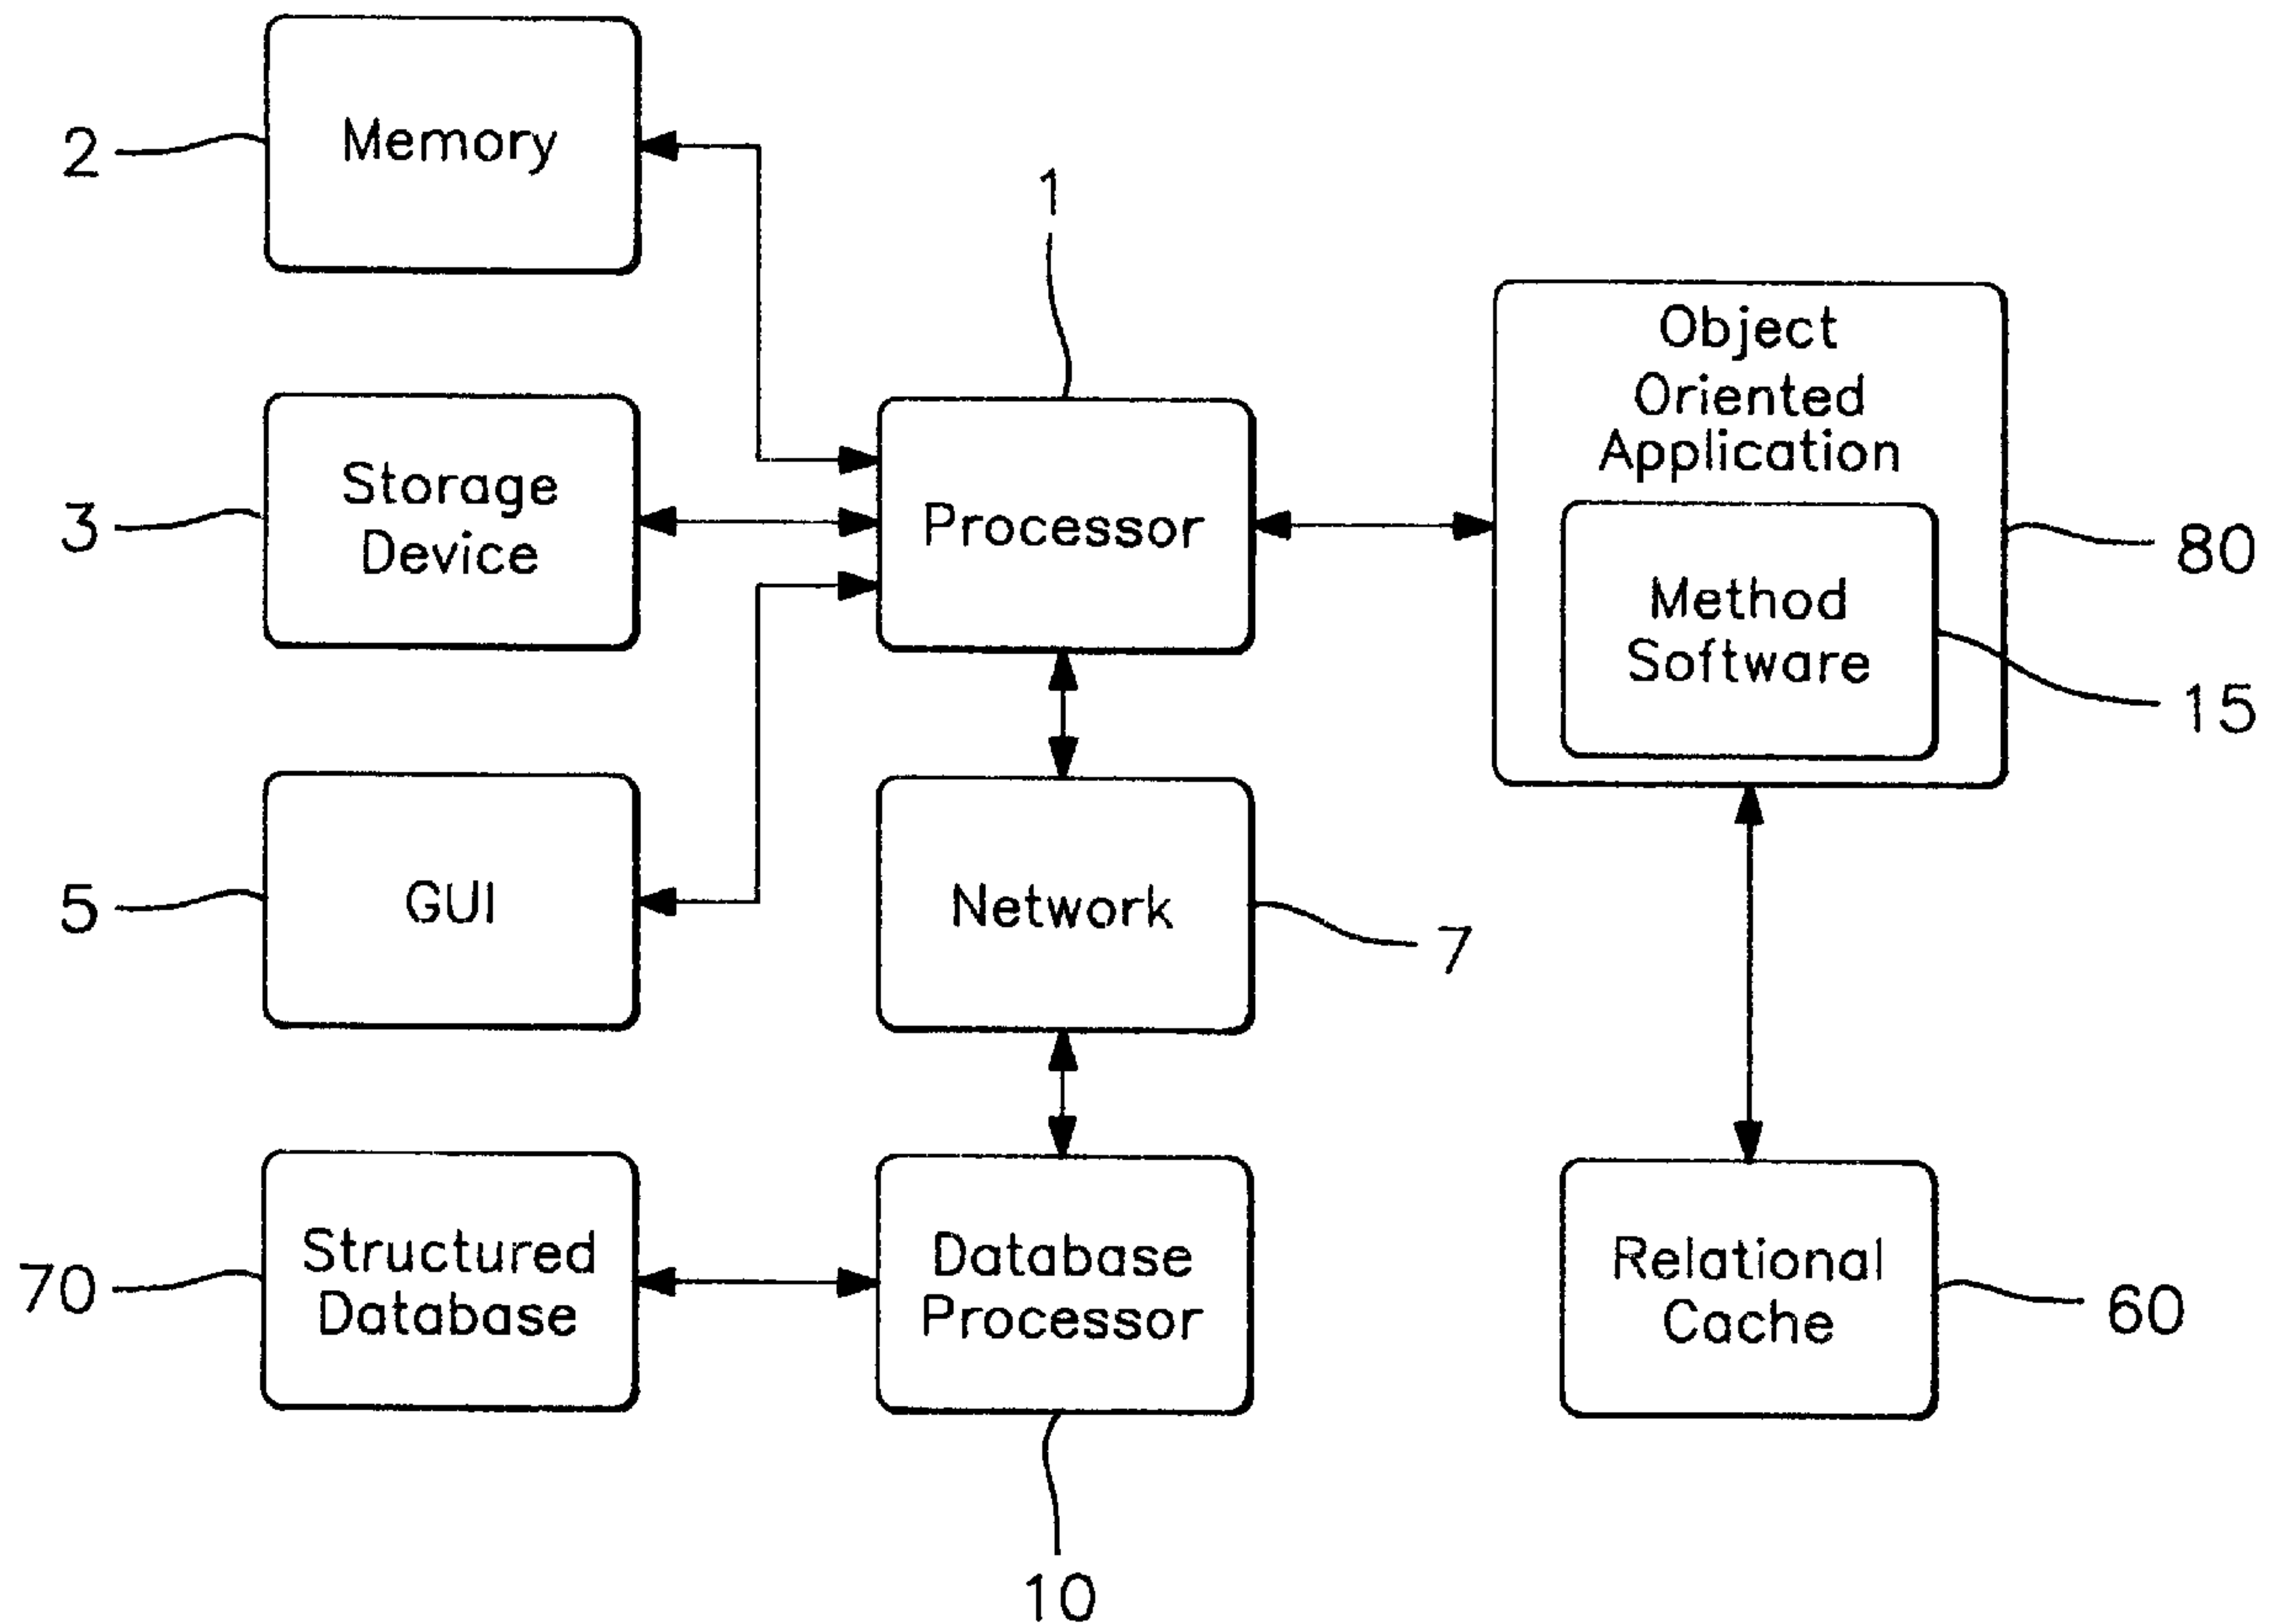 Memory
2
1
Object
Oriented
Application
Storage
Device
3
Processor
80
Method
Software
15
GUI
5
Network
7
Structured
Database
70
Database
Processor
Relational
Cache
60
10